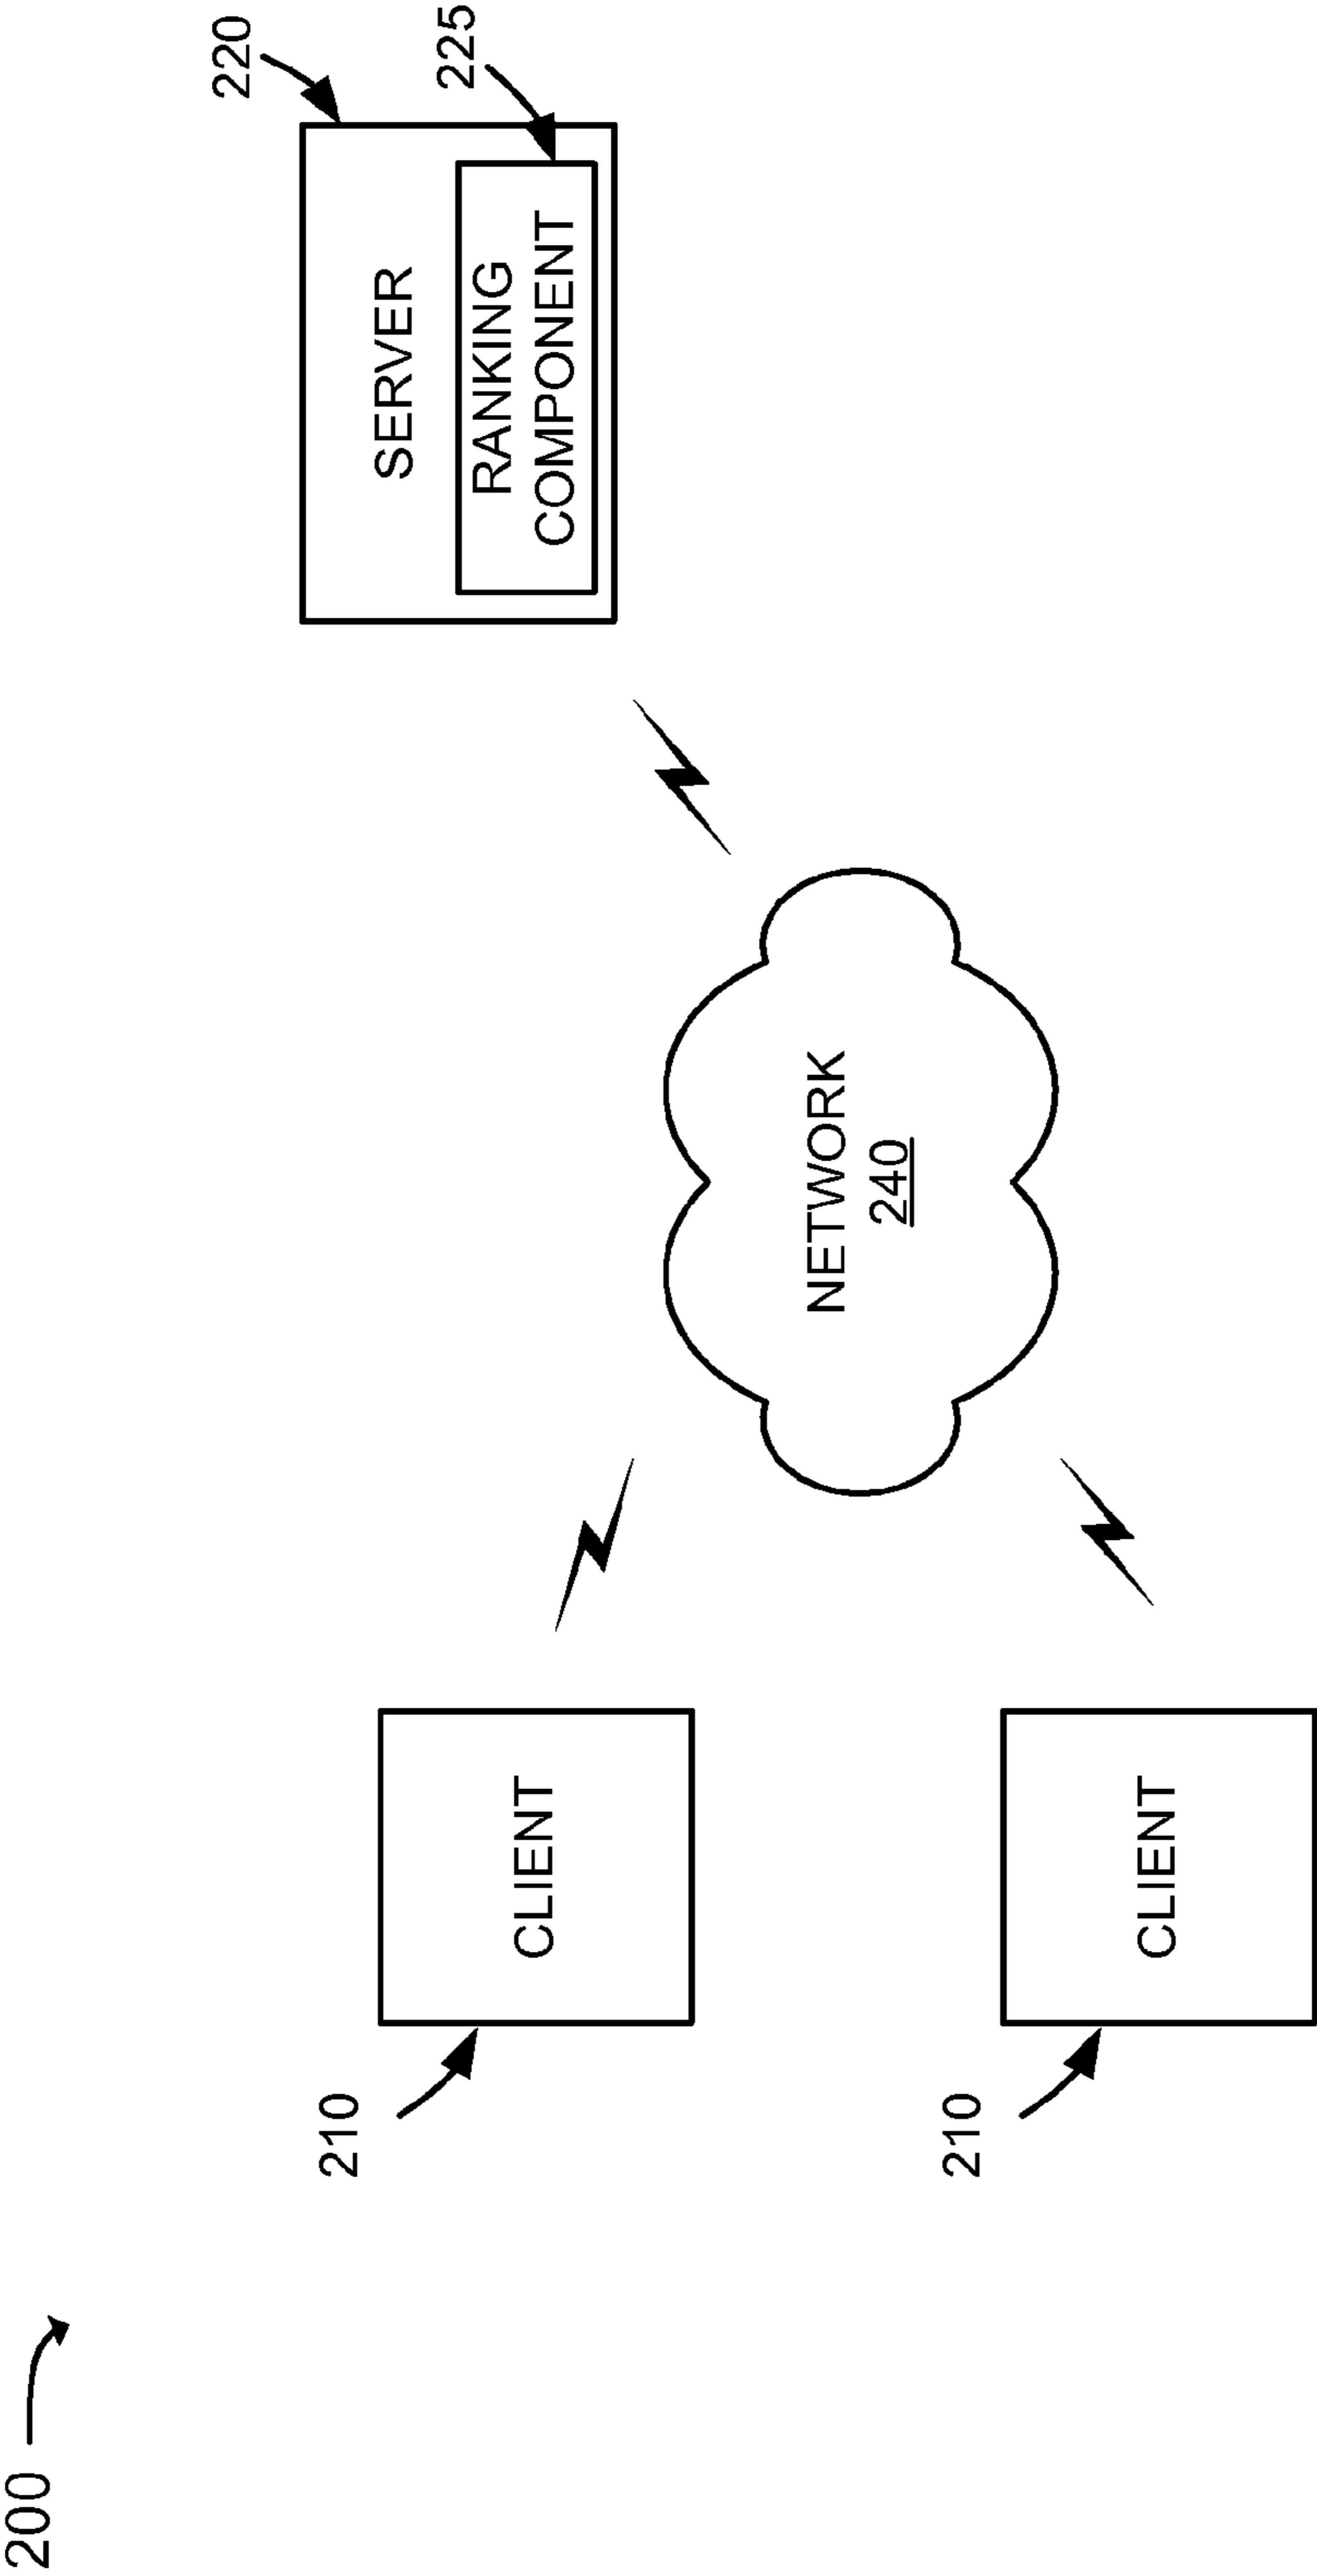 200
210
CLIENT
210
CLIENT
NETWORK
240
220
SERVER
225
RANKING
COMPONENT